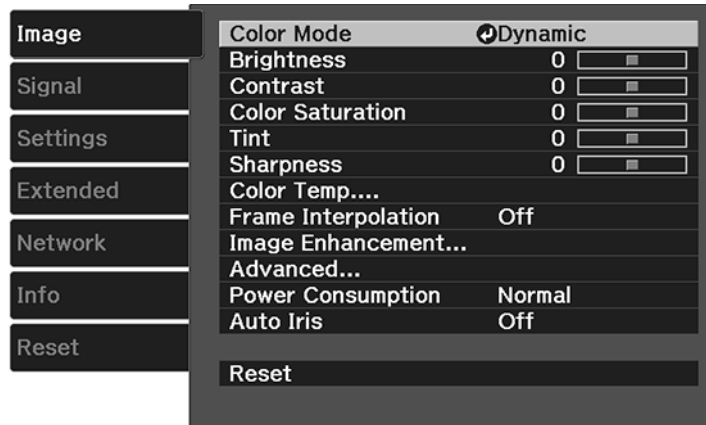 Image
Signal
Settings
Extended
Network
Info
Reset
Color Mode Dynamic
Brightness 0
Contrast 0
Color Saturation 0
Tint 0
Sharpness 0
Color Temp....
Frame Interpolation Off
Image Enhancement...
Advanced...
Power Consumption Normal
Auto Iris Off
Reset